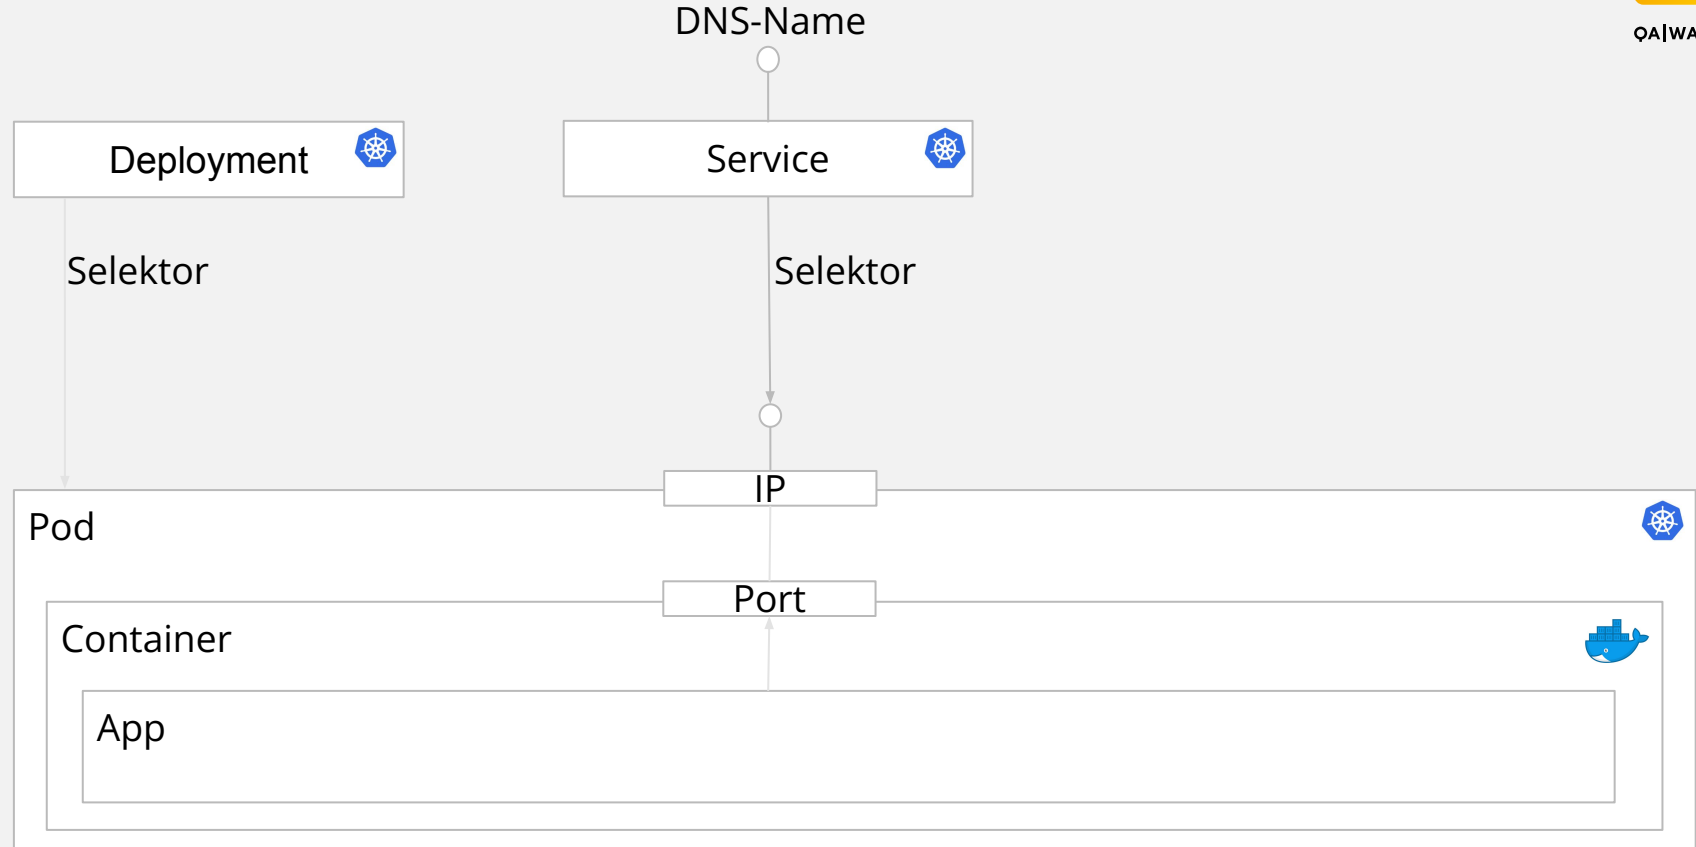 DNS-Name
QA|WA
Deployment
Service
Selektor
Selektor
IP
Pod
Port
Container
App